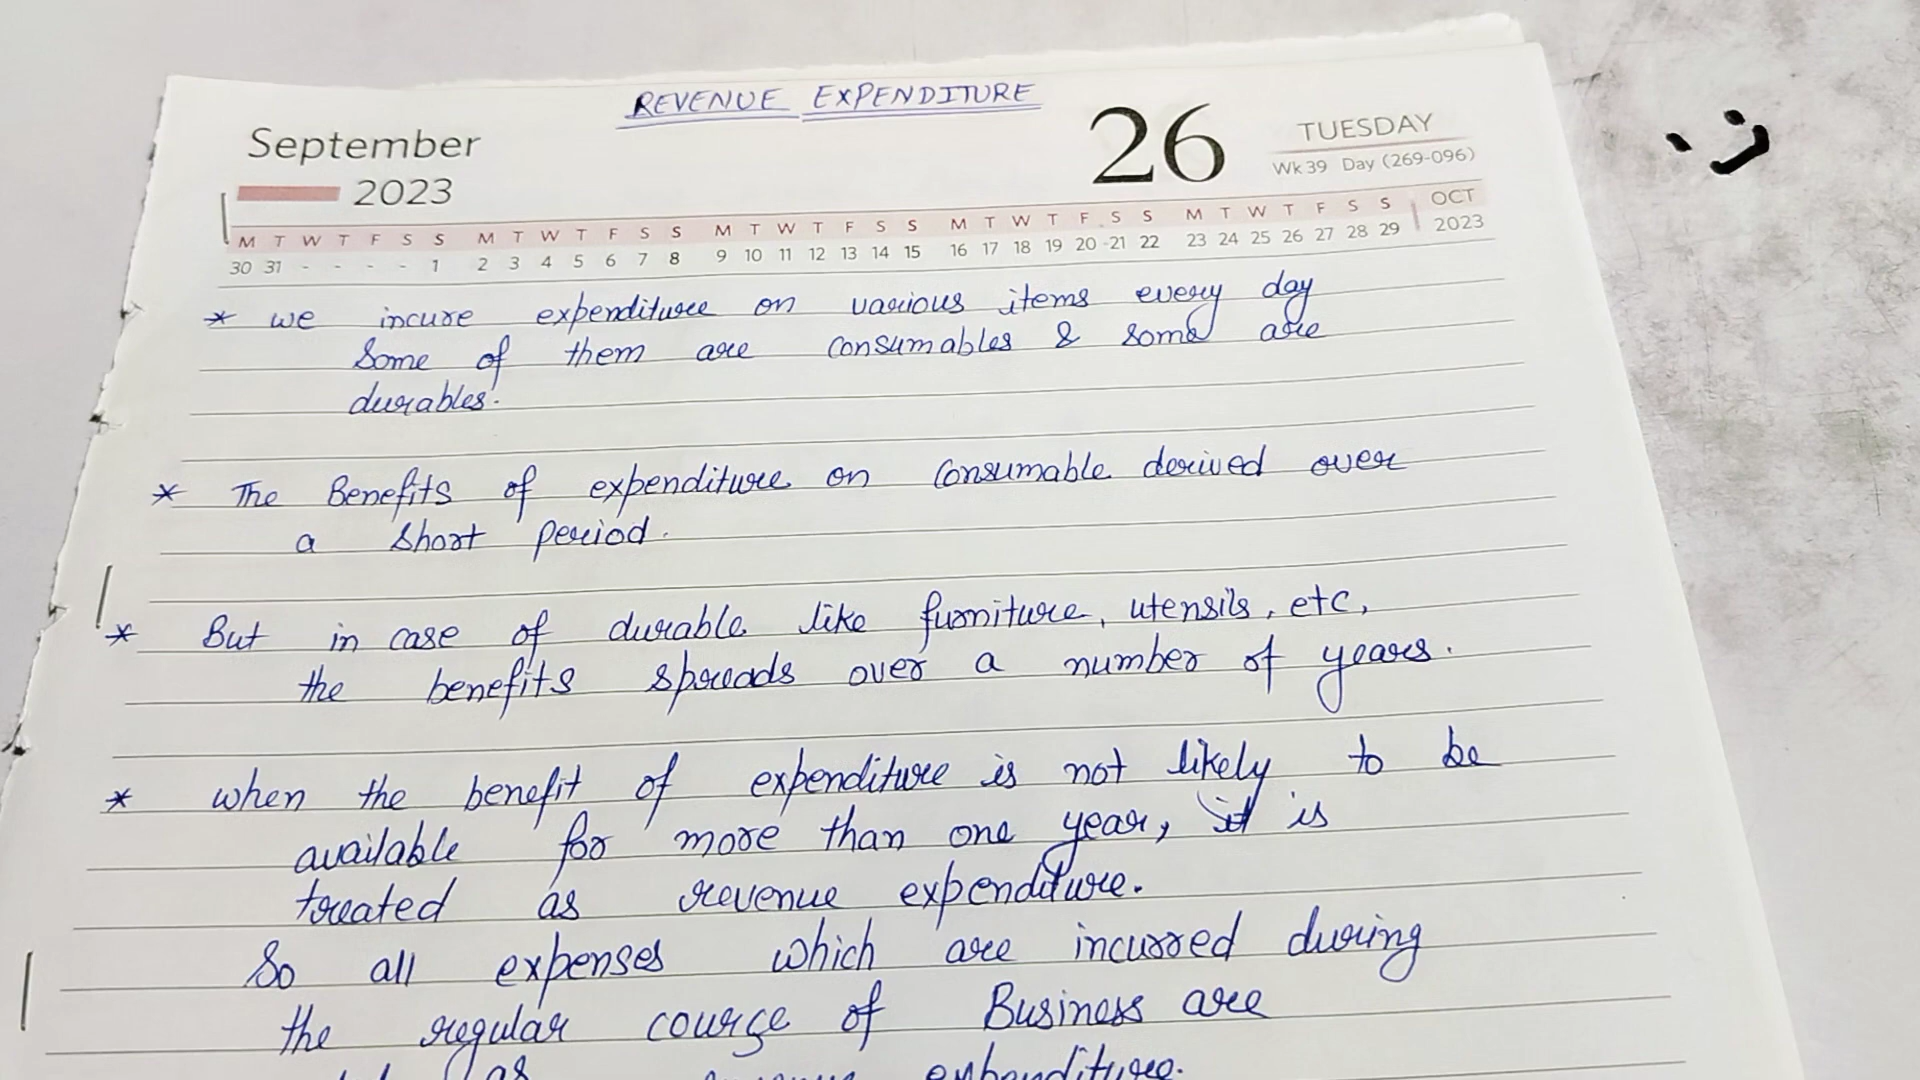 REVENUE EXPENDITURE
September
2023
26
TUESDAY
Wk 39 Day (269-096)
M T W T F S S M T W T F S S M T W T F S S M T W T F S S M T W T F S S OCT
30 31 - - - - 1 2 3 4 5 6 7 8 9 10 11 12 13 14 15 16 17 18 19 20 21 22 23 24 25 26 27 28 29 2023
* we incure expenditure on various items every day
Some of them are consumables & some are
durables.
* The Benefits of expenditure on Consumable derived over
a short period.
* But in case of durable like furniture, utensils, etc,
the benefits spreads over a number of years.
* when the benefit of expenditure is not likely to be
available for more than one year, it is
treated as revenue expenditure.
So all expenses which are incurred during
the regular course of Business are
as expenditure.